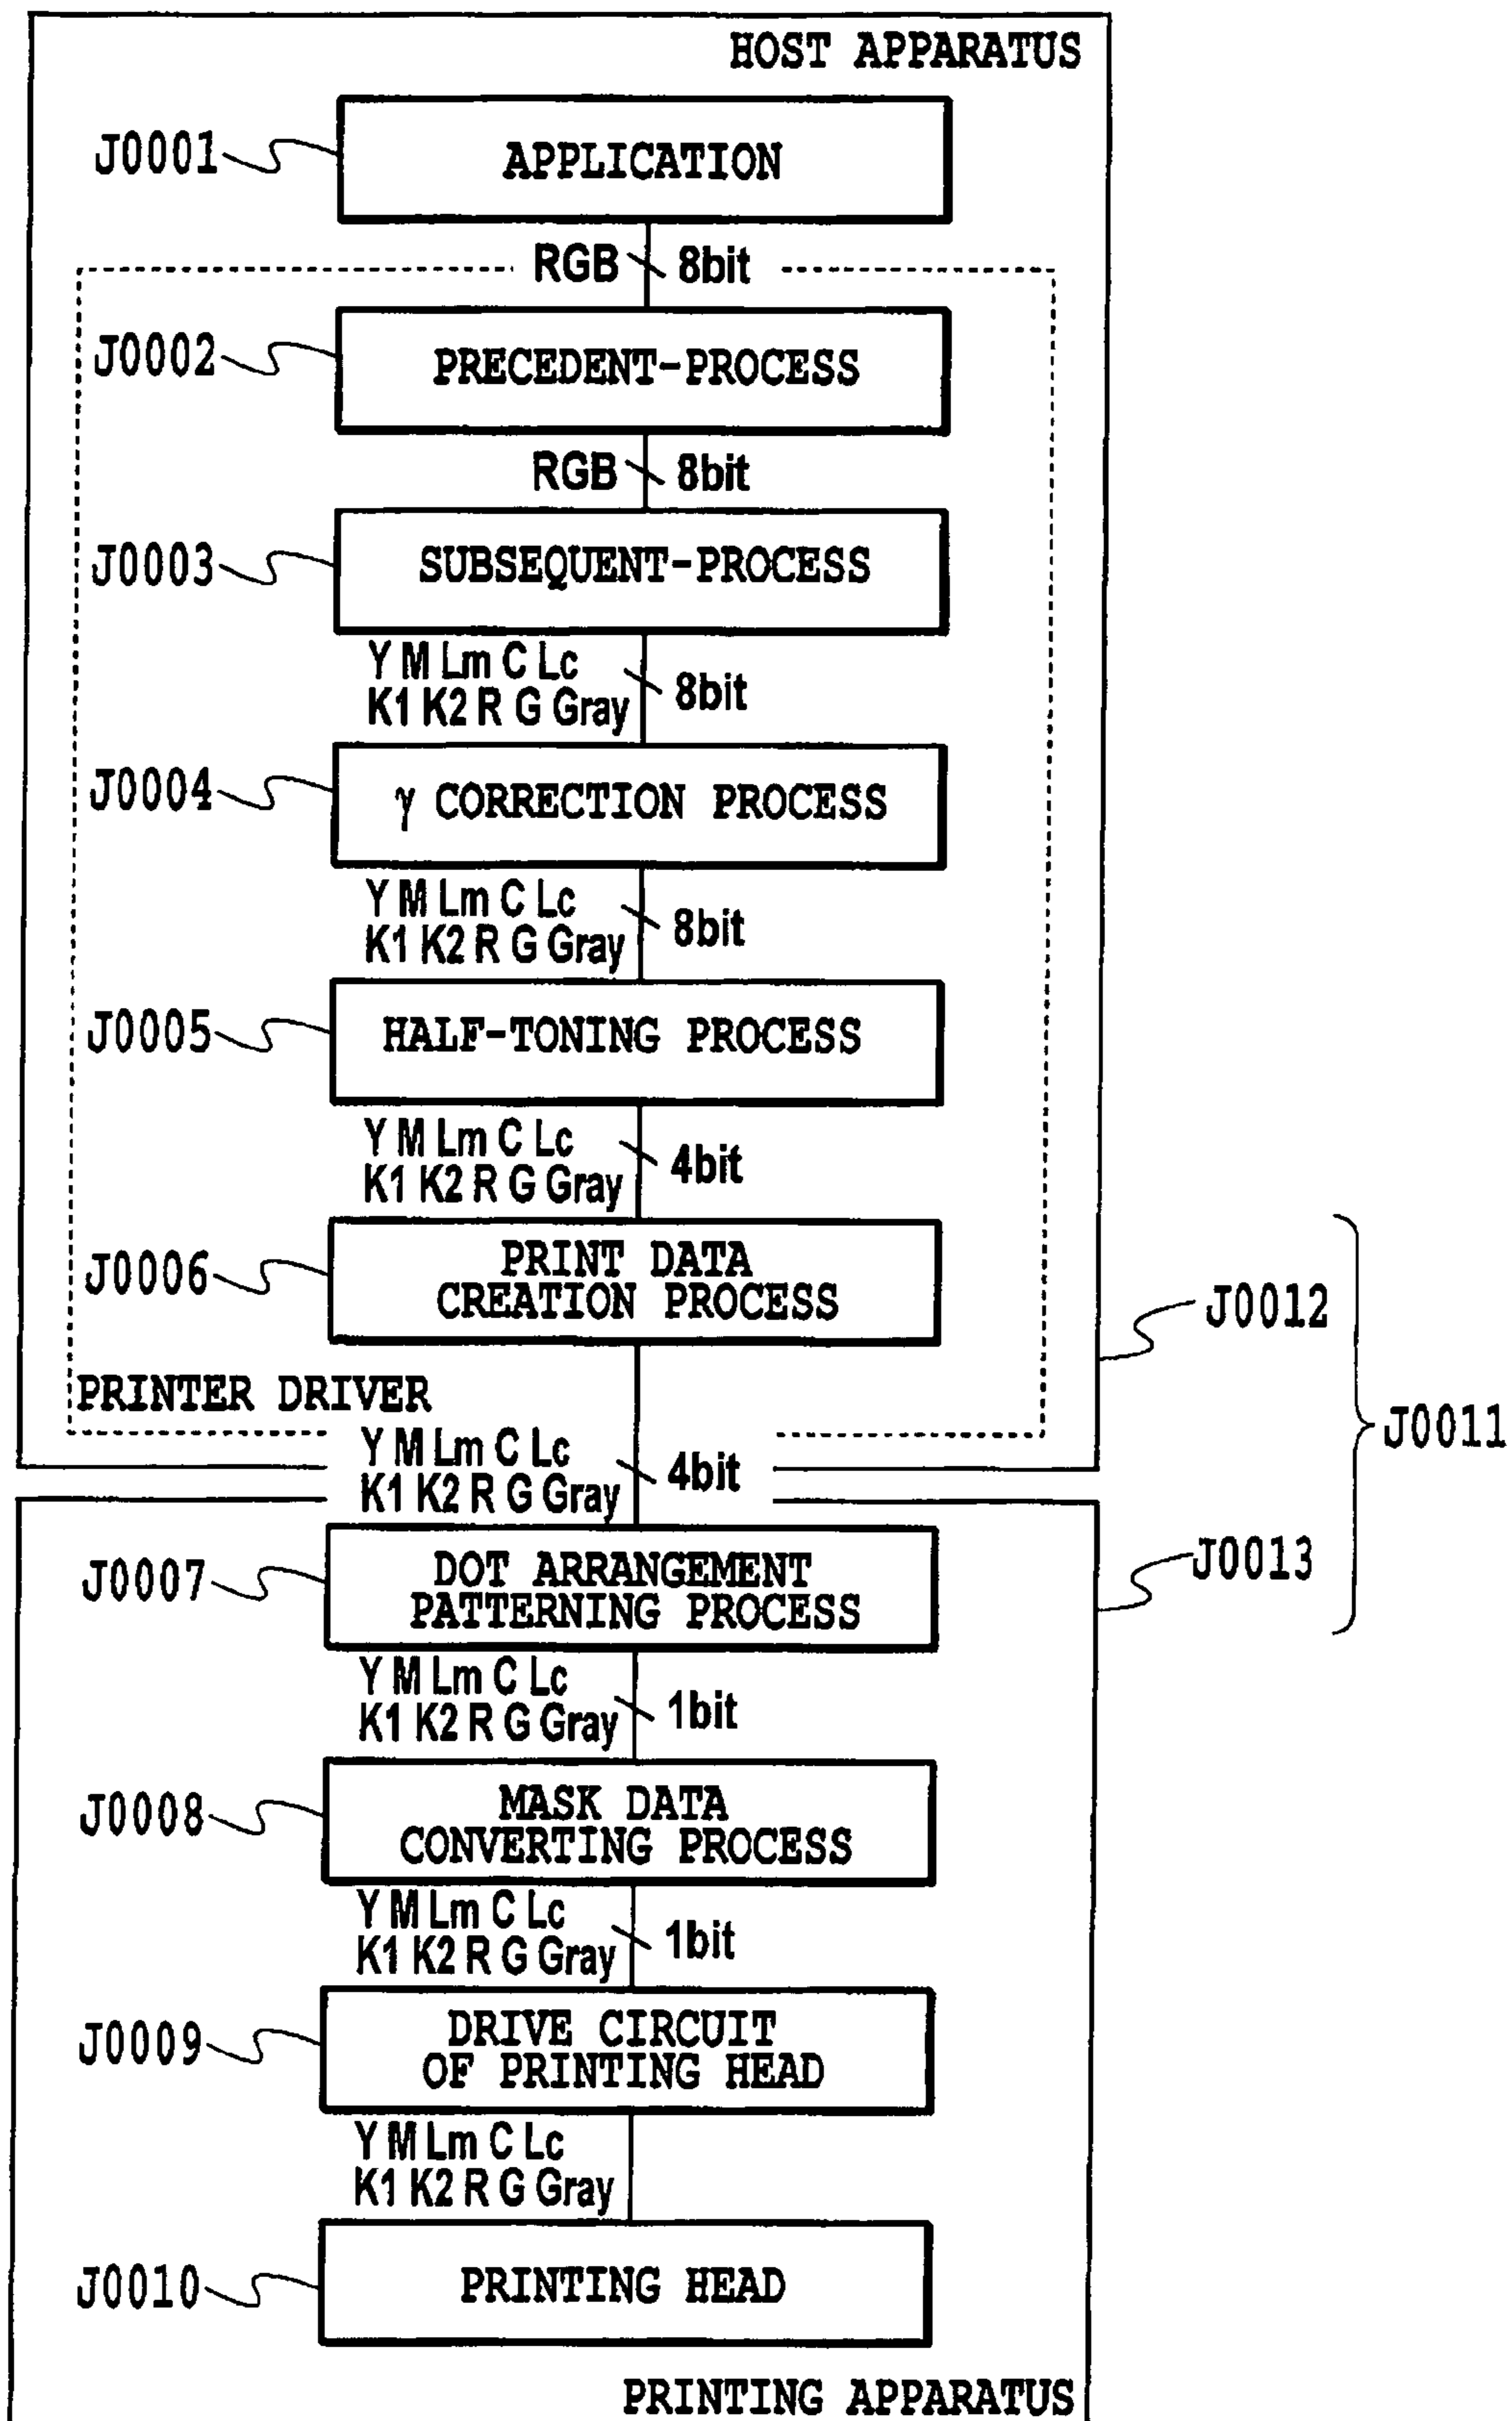 HOST APPARATUS
J0001
APPLICATION
RGB 8bit
J0002
PRECEDENT-PROCESS
RGB 8bit
J0003
SUBSEQUENT-PROCESS
Y M Lm C Lc
K1 K2 R G Gray
8bit
J0004
γ CORRECTION PROCESS
Y M Lm C Lc
K1 K2 R G Gray
8bit
J0005
HALF-TONING PROCESS
Y M Lm C Lc
K1 K2 R G Gray
4bit
J0006
PRINT DATA
CREATION PROCESS
J0012
PRINTER DRIVER
J0011
Y M Lm C Lc
K1 K2 R G Gray
4bit
J0007
DOT ARRANGEMENT
PATTERNING PROCESS
J0013
Y M Lm C Lc
K1 K2 R G Gray
1bit
J0008
MASK DATA
CONVERTING PROCESS
Y M Lm C Lc
K1 K2 R G Gray
1bit
J0009
DRIVE CIRCUIT
OF PRINTING HEAD
Y M Lm C Lc
K1 K2 R G Gray
J0010
PRINTING HEAD
PRINTING APPARATUS